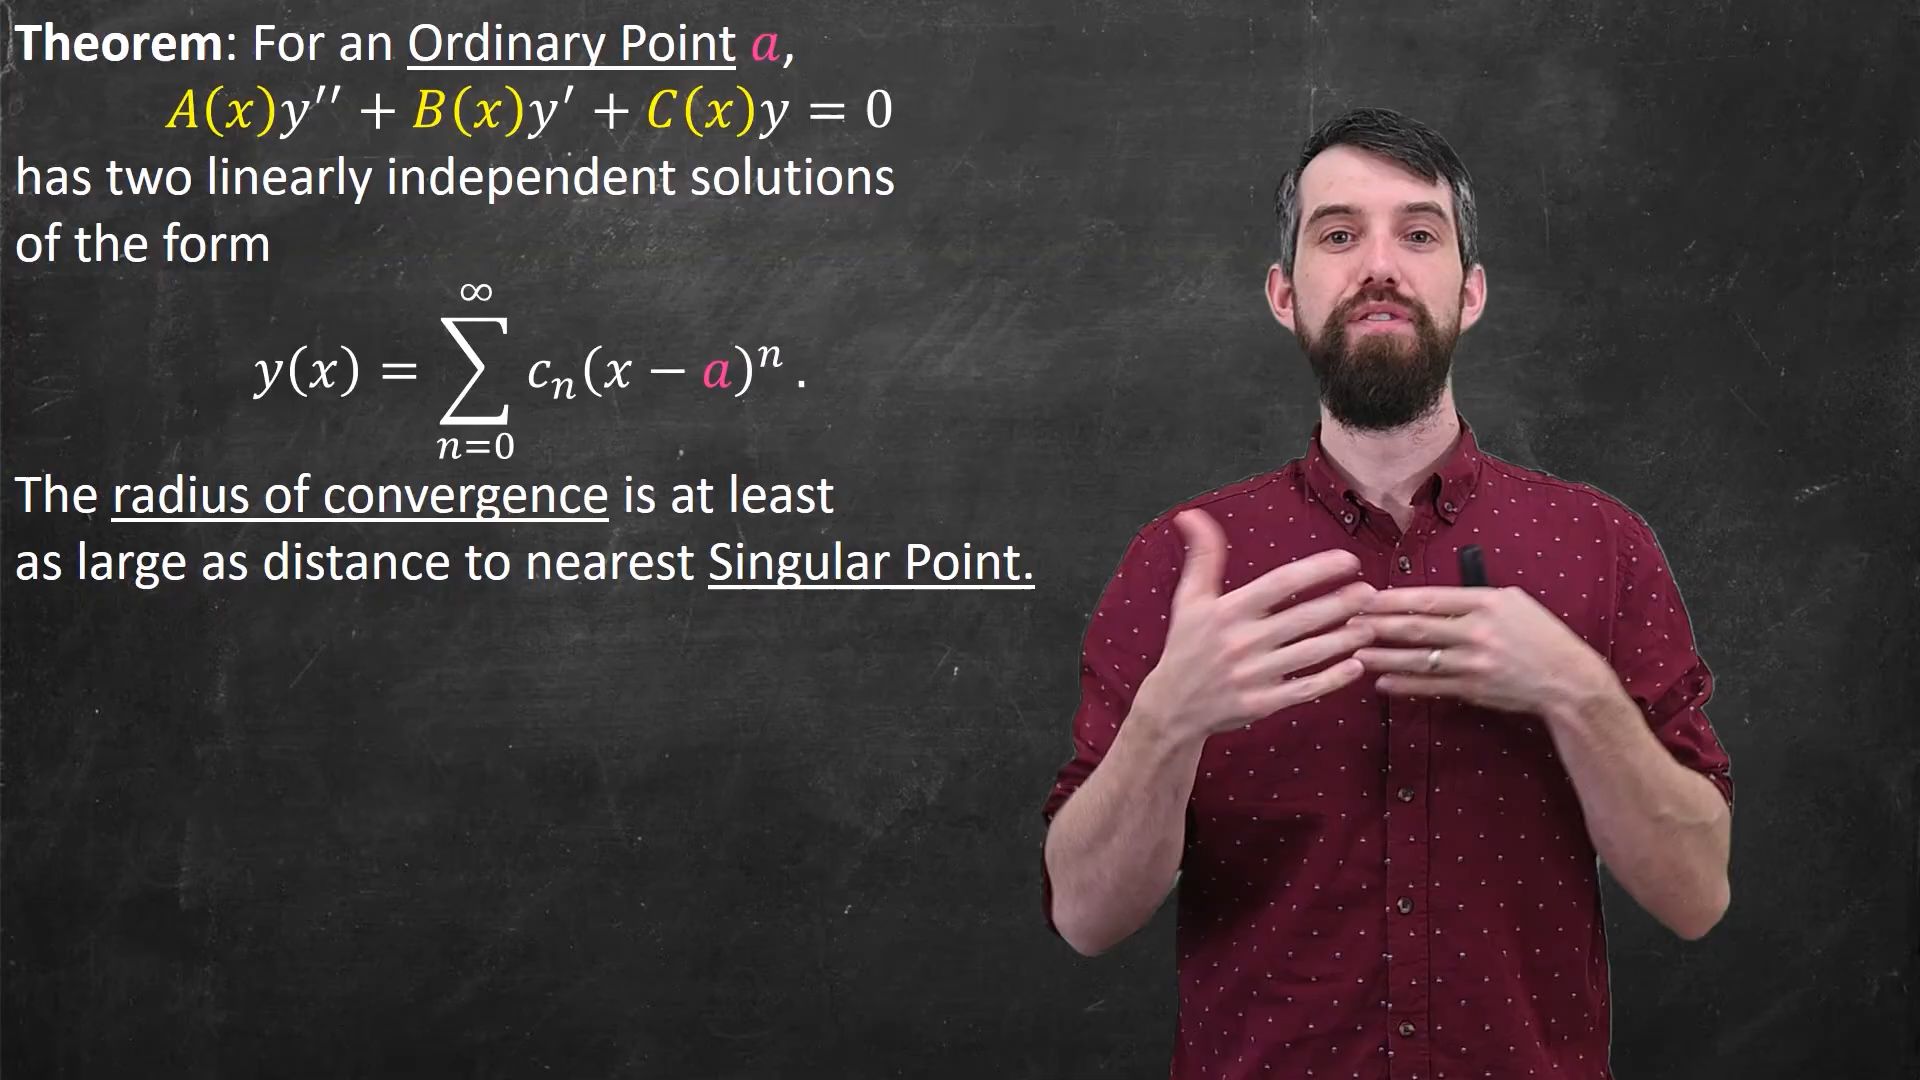 Theorem: For an Ordinary Point a,
A(x)y′′ + B(x)y′ + C(x)y = 0
has two linearly independent solutions
of the form
y(x) = ∑_{n=0}^{∞} c_n(x − a)^n .
The radius of convergence is at least
as large as distance to nearest Singular Point.